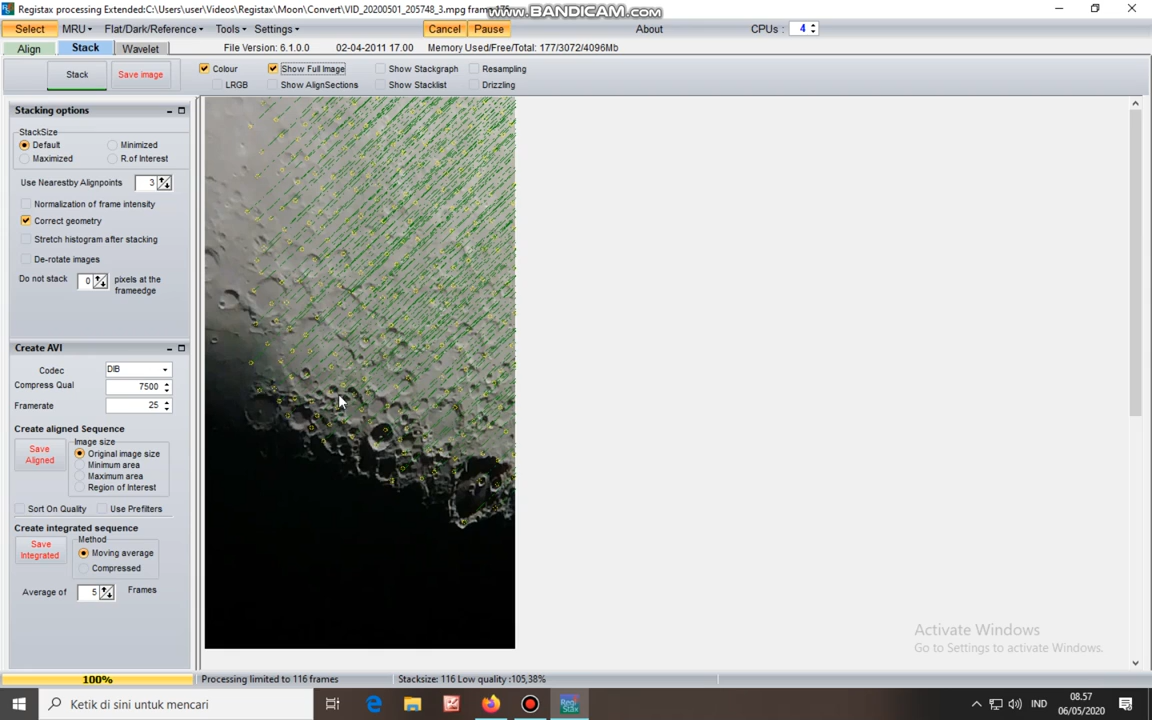 Registax processing Extended:C:\Users\user\Videos\Registax\Moon\Convert\VID_20200501_205748_3.mpg
www.BANDICAM.com
Select MRU Flat/Dark/Reference Tools Settings Cancel Pause About CPUs : 4
Align Stack Wavelet File Version: 6.1.0.0 02-04-2011 17.00 Memory Used/Free/Total: 177/3072/4096Mb
Stack Save image Colour Show Full Image Show Stackgraph Resampling
LRGB Show AlignSections Show Stacklist Drizzling
Stacking options
StackSize
Default Minimized
Maximized R.of Interest
Use Nearestby Alignpoints 3
Normalization of frame intensity
Correct geometry
Stretch histogram after stacking
De-rotate images
Do not stack 0 pixels at the
frameedge
Create AVI
Codec DIB
Compress Qual 7500
Framerate 25
Create aligned Sequence
Save
Aligned
Image size
Original image size
Minimum area
Maximum area
Region of Interest
Sort On Quality Use Prefilters
Create integrated sequence
Save
Integrated
Method
Moving average
Compressed
Average of 5 Frames
Activate Windows
Go to Settings to activate Windows.
100% Processing limited to 116 frames Stacksize: 116 Low quality :105,38%
Ketik di sini untuk mencari
IND
08.57
06/05/2020